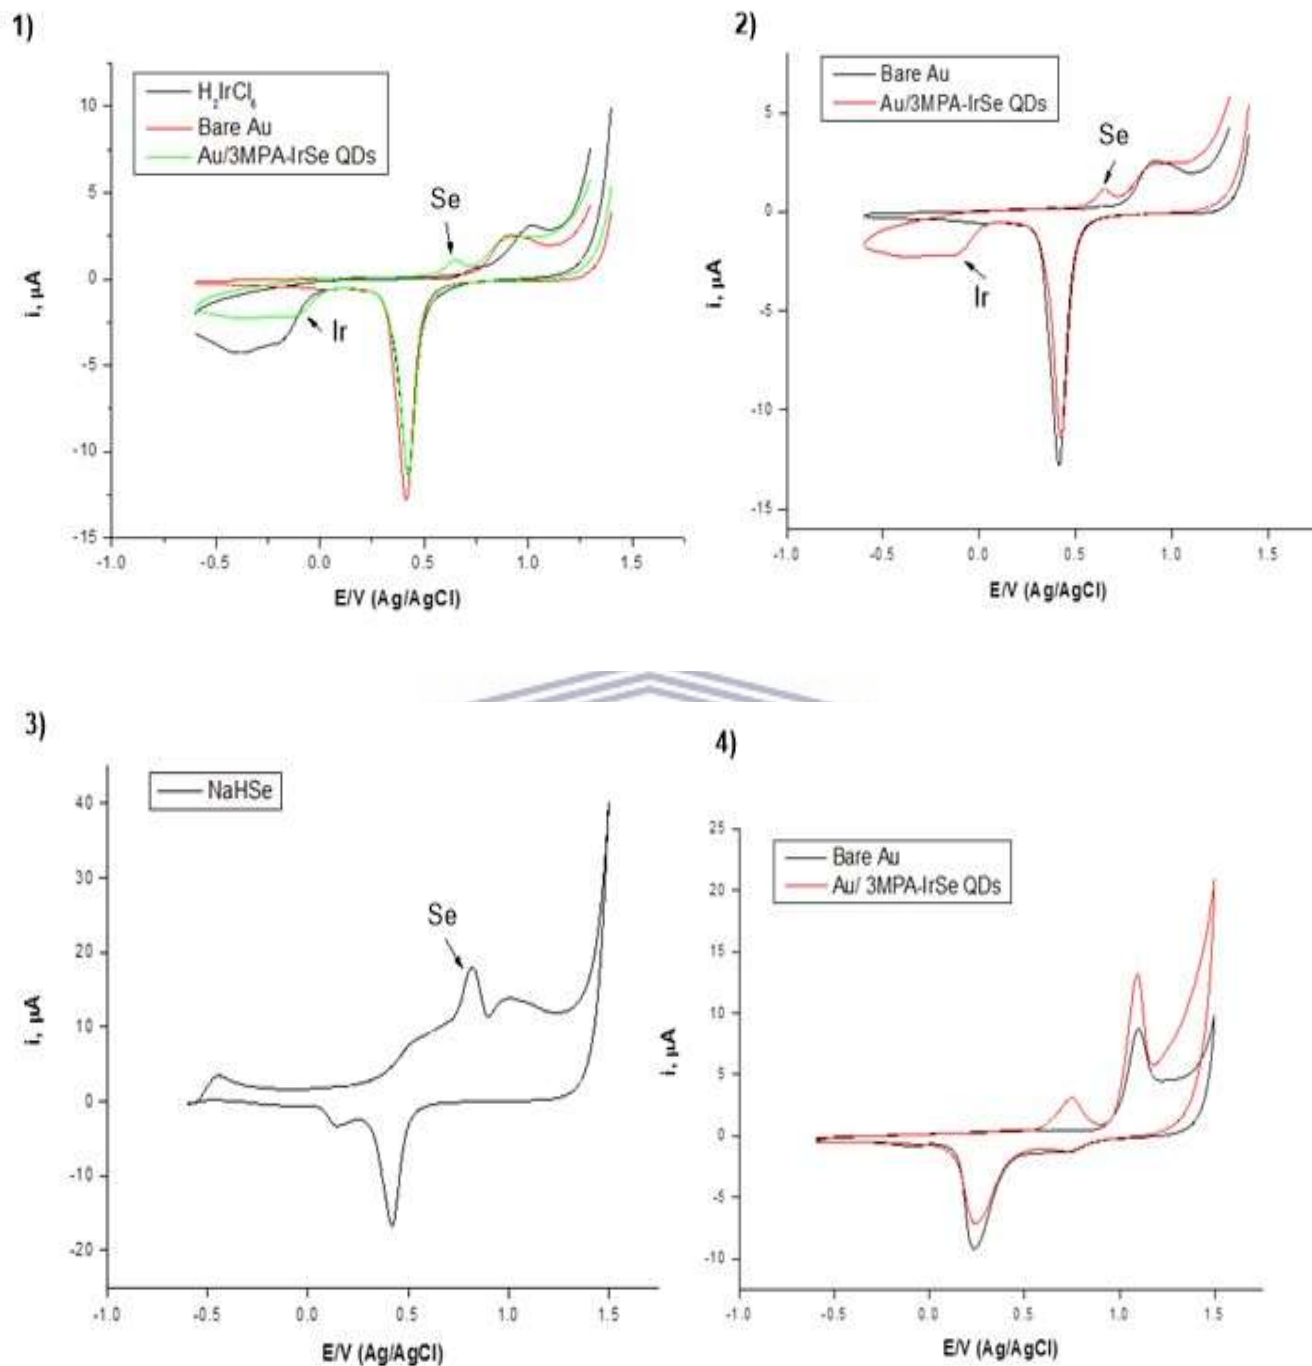 1)
H₂IrCl₆
Bare Au
Au/3MPA-IrSe QDs
Se
Ir
10
5
0
-5
-10
-15
i, µA
-1.0 -0.5 0.0 0.5 1.0 1.5
E/V (Ag/AgCl)
2)
Bare Au
Au/3MPA-IrSe QDs
Se
Ir
5
0
-5
-10
-15
i, µA
-1.0 -0.5 0.0 0.5 1.0 1.5
E/V (Ag/AgCl)
3)
NaHSe
Se
40
30
20
10
0
-10
-20
i, µA
-1.0 -0.5 0.0 0.5 1.0 1.5
E/V (Ag/AgCl)
4)
Bare Au
Au/ 3MPA-IrSe QDs
25
20
15
10
5
0
-5
-10
i, µA
-1.0 -0.5 0.0 0.5 1.0 1.5
E/V (Ag/AgCl)